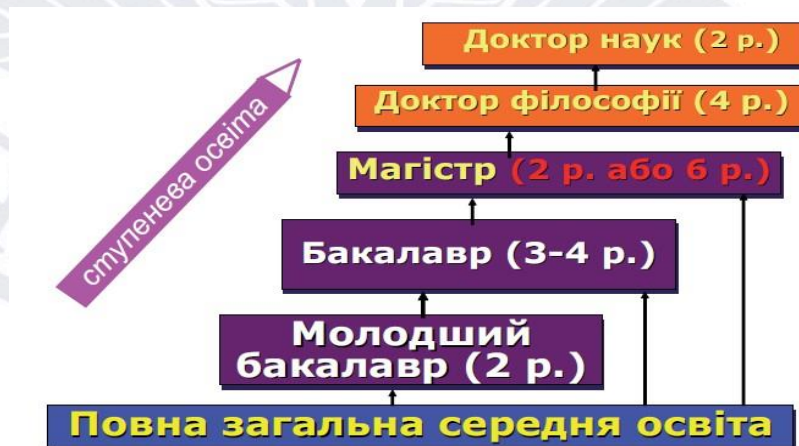 Доктор наук (2 р.)
Доктор філософії (4 р.)
Магістр (2 р. або 6 р.)
ступенева освіта
Бакалавр (3-4 р.)
Молодший
бакалавр (2 р.)
Повна загальна середня освіта